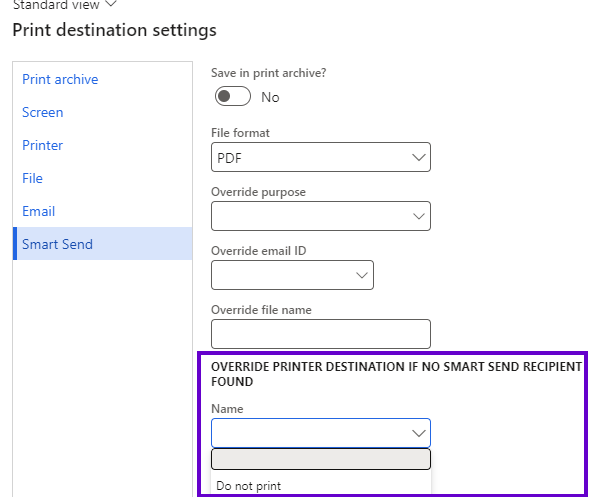 Standard view
Print destination settings
Print archive
Screen
Printer
File
Email
Smart Send
Save in print archive?
No
File format
PDF
Override purpose
Override email ID
Override file name
OVERRIDE PRINTER DESTINATION IF NO SMART SEND RECIPIENT
FOUND
Name
Do not print